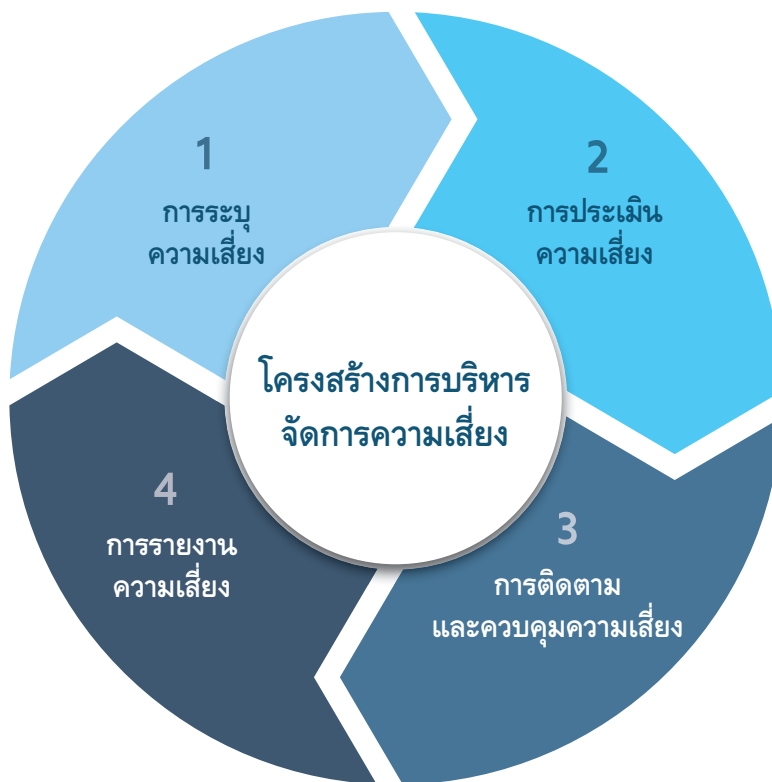 1
การระบุ
ความเสี่ยง
2
การประเมิน
ความเสี่ยง
โครงสร้างการบริหาร
จัดการความเสี่ยง
3
การติดตาม
และควบคุมความเสี่ยง
4
การรายงาน
ความเสี่ยง